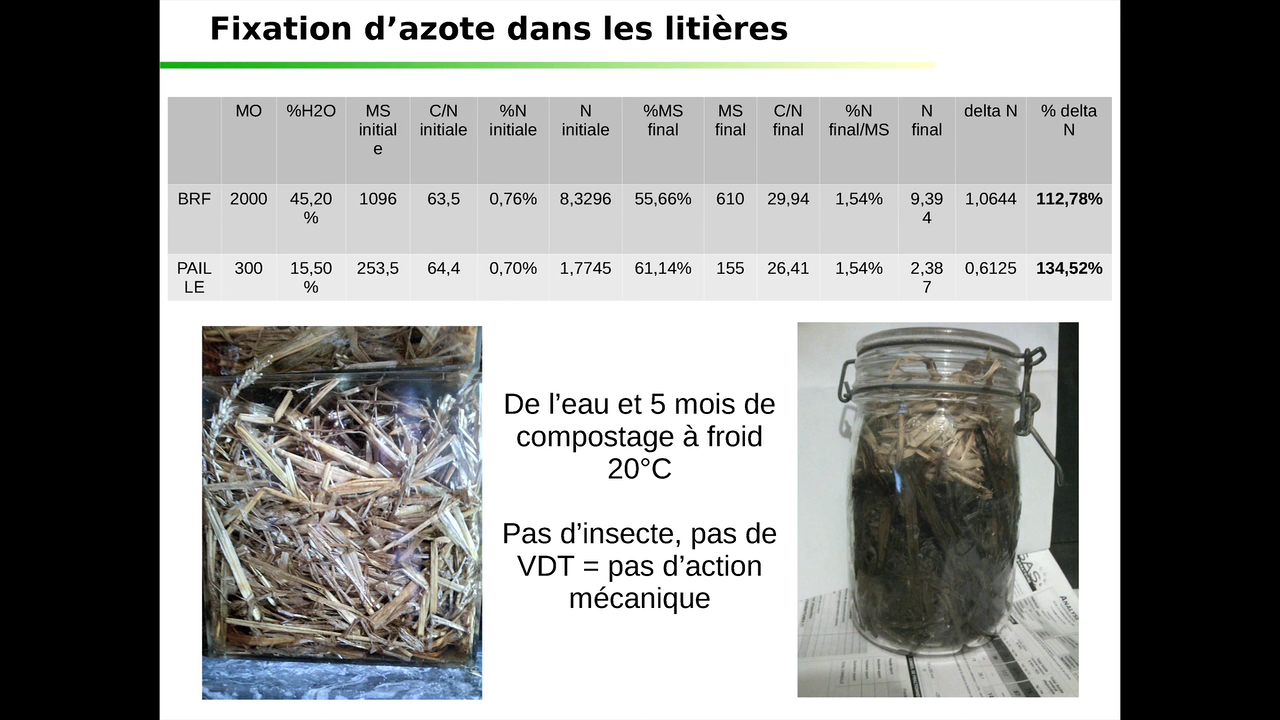 Fixation d’azote dans les litières
MO %H2O MS initial e C/N initiale %N initiale N initiale %MS final MS final C/N final %N final/MS N final delta N % delta N
BRF 2000 45,20 % 1096 63,5 0,76% 8,3296 55,66% 610 29,94 1,54% 9,39 4 1,0644 112,78%
PAIL LE 300 15,50 % 253,5 64,4 0,70% 1,7745 61,14% 155 26,41 1,54% 2,38 7 0,6125 134,52%
De l’eau et 5 mois de
compostage à froid
20°C
Pas d’insecte, pas de
VDT = pas d’action
mécanique